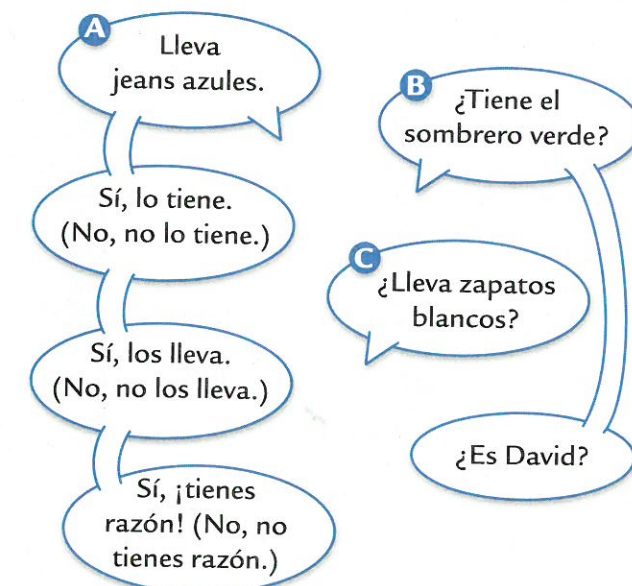 A
Lleva
jeans azules.
B
¿Tiene el
sombrero verde?
Sí, lo tiene.
(No, no lo tiene.)
C
¿Lleva zapatos
blancos?
Sí, los lleva.
(No, no los lleva.)
¿Es David?
Sí, ¡tienes
razón! (No, no
tienes razón.)